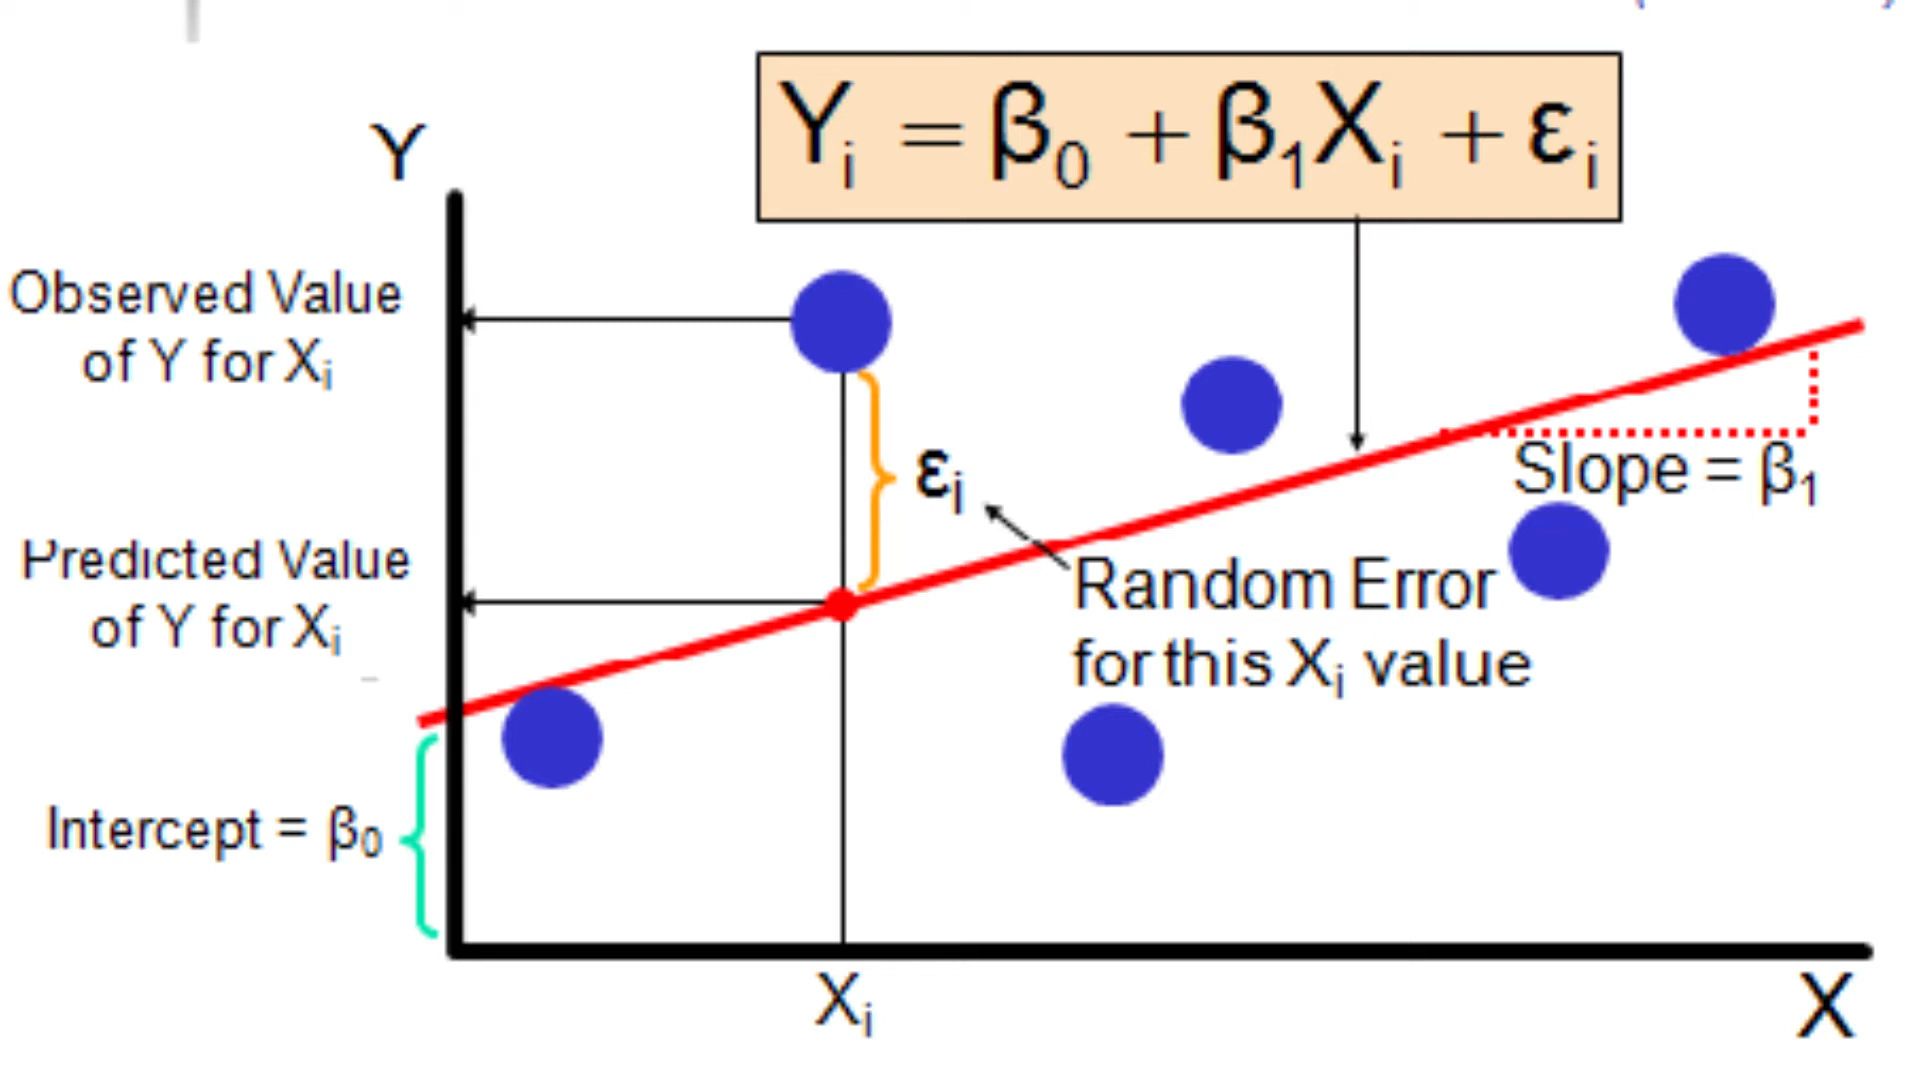 Yᵢ = β₀ + β₁Xᵢ + εᵢ
Y
Observed Value
of Y for Xᵢ
εᵢ
Slope = β₁
Predicted Value
of Y for Xᵢ
Random Error
for this Xᵢ value
Intercept = β₀
Xᵢ
X